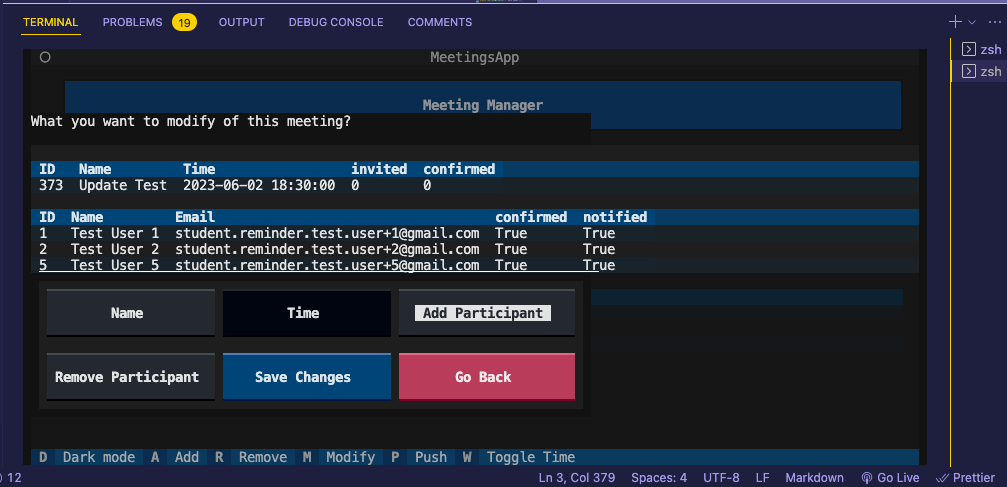 TERMINAL PROBLEMS 19 OUTPUT DEBUG CONSOLE COMMENTS
MeetingsApp
zsh
zsh
Meeting Manager
What you want to modify of this meeting?
ID Name Time invited confirmed
373 Update Test 2023-06-02 18:30:00 0 0
ID Name Email confirmed notified
1 Test User 1 student.reminder.test.user+1@gmail.com True True
2 Test User 2 student.reminder.test.user+2@gmail.com True True
5 Test User 5 student.reminder.test.user+5@gmail.com True True
Name Time Add Participant
Remove Participant Save Changes Go Back
D Dark mode A Add R Remove M Modify P Push W Toggle Time
12 Ln 3, Col 379 Spaces: 4 UTF-8 LF Markdown Go Live Prettier